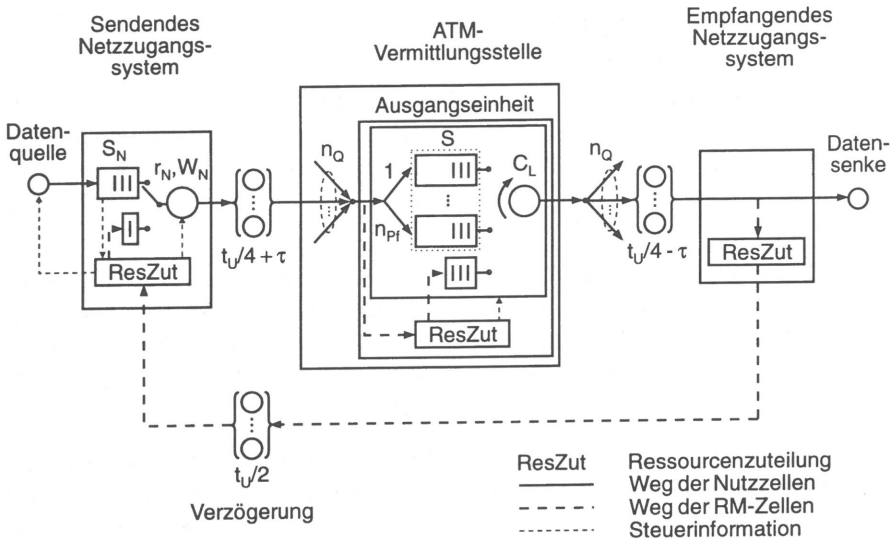 Sendendes
Netzzugangs-
system
ATM-
Vermittlungsstelle
Empfangendes
Netzzugangs-
system
Ausgangseinheit
Daten-
quelle
S_N
r_N, W_N
n_Q
S
1
C_L
n_Q
Daten-
senke
n_Pf
t_U/4 + τ
t_U/4 - τ
ResZut
ResZut
ResZut
t_U/2
Verzögerung
ResZut Ressourcenzuteilung
Weg der Nutzzellen
Weg der RM-Zellen
Steuerinformation